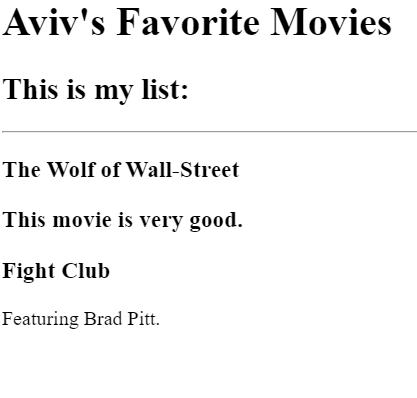 Aviv's Favorite Movies
This is my list:
The Wolf of Wall-Street
This movie is very good.
Fight Club
Featuring Brad Pitt.